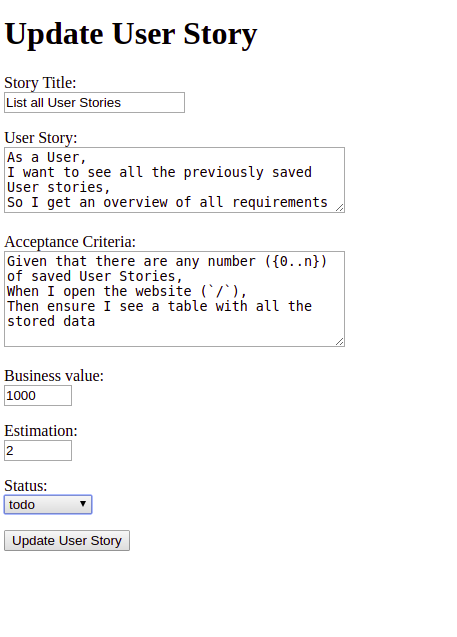 Update User Story
Story Title:
List all User Stories
User Story:
As a User,
I want to see all the previously saved
User stories,
So I get an overview of all requirements
Acceptance Criteria:
Given that there are any number ({0..n})
of saved User Stories,
When I open the website (`/`),
Then ensure I see a table with all the
stored data
Business value:
1000
Estimation:
2
Status:
todo
Update User Story